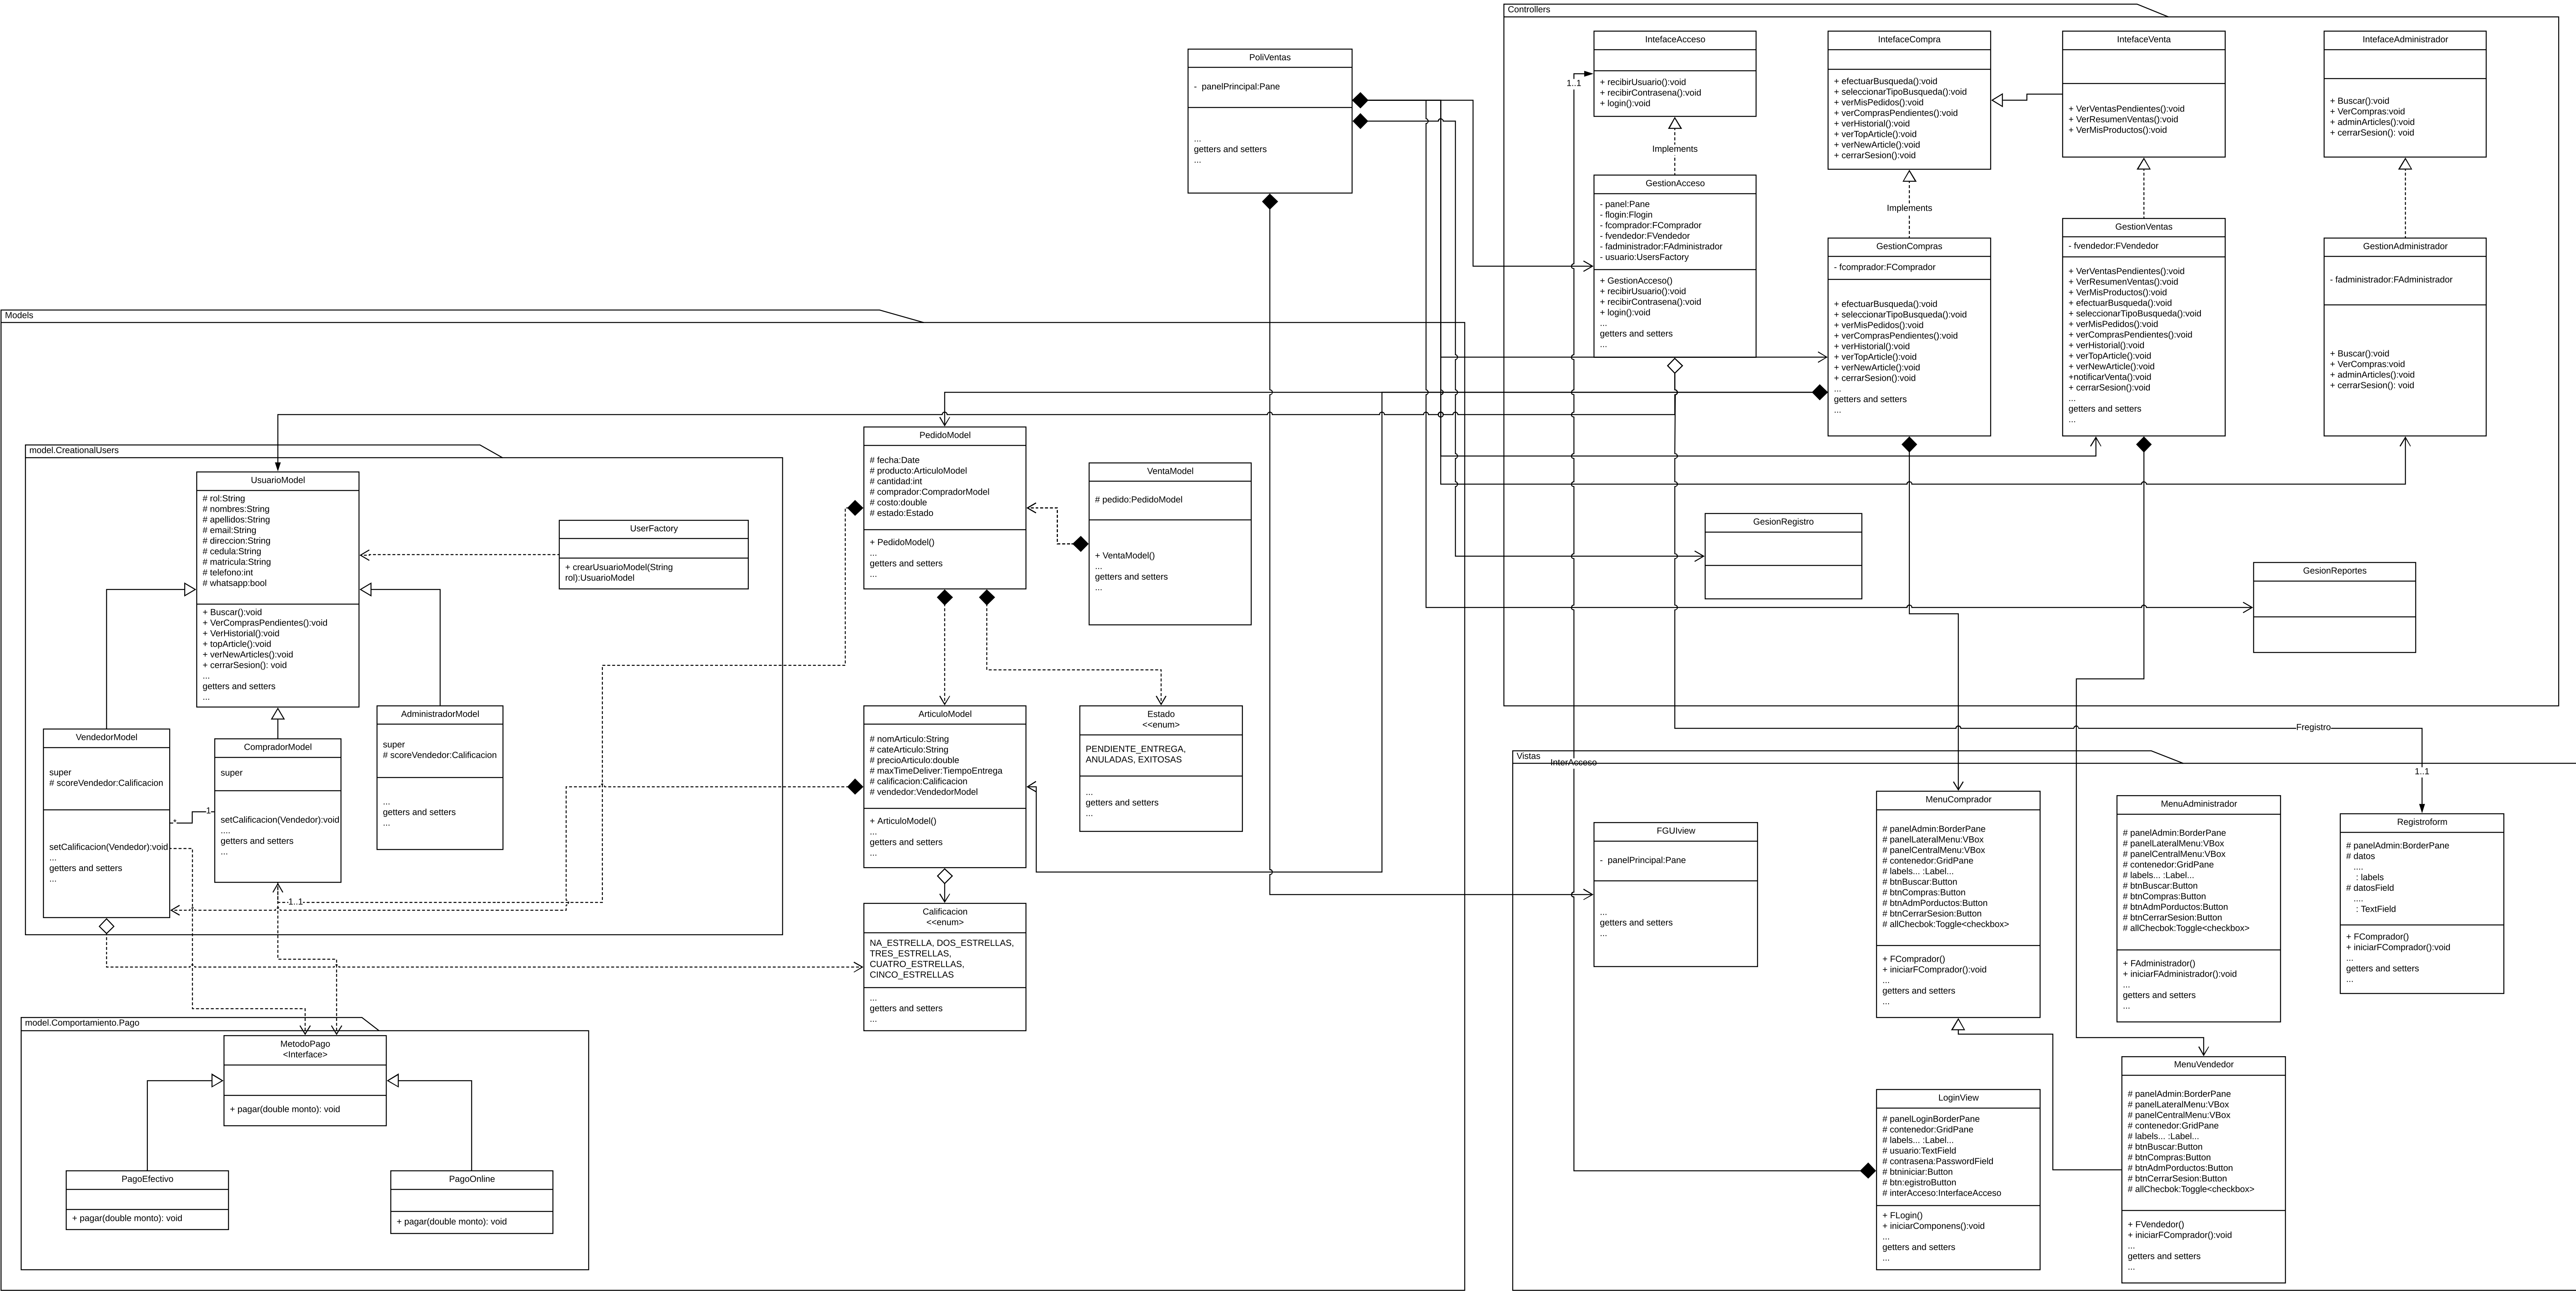 PoliVentas
-  panelPrincipal:Pane
...
getters and setters
...
Controllers
IntefaceAcceso
+ recibirUsuario():void
+ recibirContrasena():void
+ login():void
1..1
Implements
GestionAcceso
- panel:Pane
- flogin:Flogin
- fcomprador:FComprador
- fvendedor:FVendedor
- fadministrador:FAdministrador
- usuario:UsersFactory
+ GestionAcceso()
+ recibirUsuario():void
+ recibirContrasena():void
+ login():void
...
getters and setters
...
IntefaceCompra
+ efectuarBusqueda():void
+ seleccionarTipoBusqueda():void
+ verMisPedidos():void
+ verComprasPendientes():void
+ verHistorial():void
+ verTopArticle():void
+ verNewArticle():void
+ cerrarSesion():void
Implements
GestionCompras
- fcomprador:FComprador
+ efectuarBusqueda():void
+ seleccionarTipoBusqueda():void
+ verMisPedidos():void
+ verComprasPendientes():void
+ verHistorial():void
+ verTopArticle():void
+ verNewArticle():void
+ cerrarSesion():void
...
getters and setters
...
IntefaceVenta
+ VerVentasPendientes():void
+ VerResumenVentas():void
+ VerMisProductos():void
GestionVentas
- fvendedor:FVendedor
+ VerVentasPendientes():void
+ VerResumenVentas():void
+ VerMisProductos():void
+ efectuarBusqueda():void
+ seleccionarTipoBusqueda():void
+ verMisPedidos():void
+ verComprasPendientes():void
+ verHistorial():void
+ verTopArticle():void
+ verNewArticle():void
+notificarVenta():void
+ cerrarSesion():void
...
getters and setters
...
IntefaceAdministrador
+ Buscar():void
+ VerCompras:void
+ adminArticles():void
+ cerrarSesion(): void
GestionAdministrador
- fadministrador:FAdministrador
+ Buscar():void
+ VerCompras:void
+ adminArticles():void
+ cerrarSesion(): void
GesionRegistro
GesionReportes
Models
model.CreationalUsers
UsuarioModel
# rol:String
# nombres:String
# apellidos:String
# email:String
# direccion:String
# cedula:String
# matricula:String
# telefono:int
# whatsapp:bool
+ Buscar():void
+ VerComprasPendientes():void
+ VerHistorial():void
+ topArticle():void
+ verNewArticles():void
+ cerrarSesion(): void
...
getters and setters
...
UserFactory
+ crearUsuarioModel(String
rol):UsuarioModel
VendedorModel
super
# scoreVendedor:Calificacion
setCalificacion(Vendedor):void
...
getters and setters
...
*
1
CompradorModel
super
setCalificacion(Vendedor):void
....
getters and setters
...
1..1
AdministradorModel
super
# scoreVendedor:Calificacion
...
getters and setters
...
PedidoModel
# fecha:Date
# producto:ArticuloModel
# cantidad:int
# comprador:CompradorModel
# costo:double
# estado:Estado
+ PedidoModel()
...
getters and setters
...
VentaModel
# pedido:PedidoModel
+ VentaModel()
...
getters and setters
...
ArticuloModel
# nomArticulo:String
# cateArticulo:String
# precioArticulo:double
# maxTimeDeliver:TiempoEntrega
# calificacion:Calificacion
# vendedor:VendedorModel
+ ArticuloModel()
...
getters and setters
...
Estado
<<enum>>
PENDIENTE_ENTREGA,
ANULADAS, EXITOSAS
...
getters and setters
...
Calificacion
<<enum>>
NA_ESTRELLA, DOS_ESTRELLAS,
TRES_ESTRELLAS,
CUATRO_ESTRELLAS,
CINCO_ESTRELLAS
...
getters and setters
...
model.Comportamiento.Pago
MetodoPago
<Interface>
+ pagar(double monto): void
PagoEfectivo
+ pagar(double monto): void
PagoOnline
+ pagar(double monto): void
Vistas
InterAcceso
Fregistro
1..1
FGUIview
-  panelPrincipal:Pane
...
getters and setters
...
MenuComprador
# panelAdmin:BorderPane
# panelLateralMenu:VBox
# panelCentralMenu:VBox
# contenedor:GridPane
# labels... :Label...
# btnBuscar:Button
# btnCompras:Button
# btnAdmPorductos:Button
# btnCerrarSesion:Button
# allChecbok:Toggle<checkbox>
+ FComprador()
+ iniciarFComprador():void
...
getters and setters
...
MenuAdministrador
# panelAdmin:BorderPane
# panelLateralMenu:VBox
# panelCentralMenu:VBox
# contenedor:GridPane
# labels... :Label...
# btnBuscar:Button
# btnCompras:Button
# btnAdmPorductos:Button
# btnCerrarSesion:Button
# allChecbok:Toggle<checkbox>
+ FAdministrador()
+ iniciarFAdministrador():void
...
getters and setters
...
Registroform
# panelAdmin:BorderPane
# datos
....
: labels
# datosField
....
: TextField
+ FComprador()
+ iniciarFComprador():void
...
getters and setters
...
LoginView
# panelLoginBorderPane
# contenedor:GridPane
# labels... :Label...
# usuario:TextField
# contrasena:PasswordField
# btniniciar:Button
# btn:egistroButton
# interAcceso:InterfaceAcceso
+ FLogin()
+ iniciarComponens():void
...
getters and setters
...
MenuVendedor
# panelAdmin:BorderPane
# panelLateralMenu:VBox
# panelCentralMenu:VBox
# contenedor:GridPane
# labels... :Label...
# btnBuscar:Button
# btnCompras:Button
# btnAdmPorductos:Button
# btnCerrarSesion:Button
# allChecbok:Toggle<checkbox>
+ FVendedor()
+ iniciarFComprador():void
...
getters and setters
...